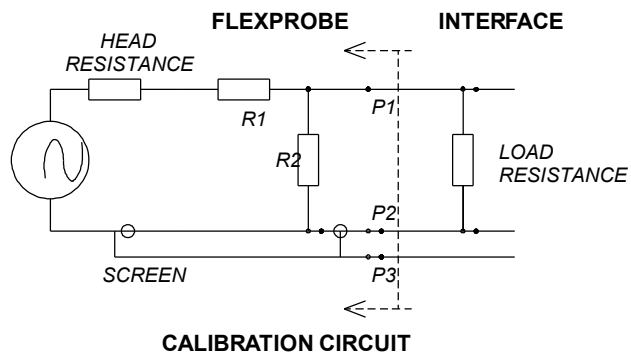 FLEXPROBE
INTERFACE
HEAD
RESISTANCE
P1
R1
R2
LOAD
RESISTANCE
P2
SCREEN
P3
CALIBRATION CIRCUIT